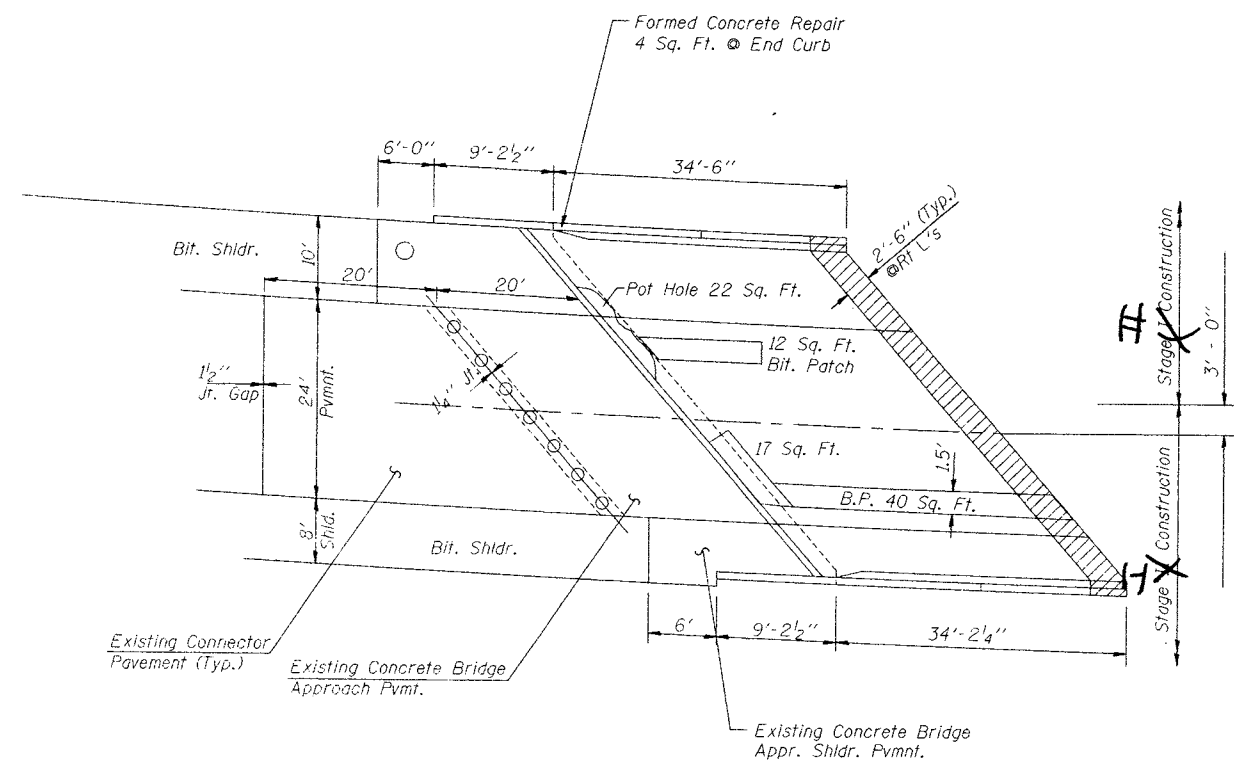 Formed Concrete Repair
4 Sq. Ft. @ End Curb
6'-0"
9'-2½"
34'-6"
2'-6" (Typ.)
@Rt L's
Bit. Shldr.
10'
20'
20'
Pot Hole 22 Sq. Ft.
12 Sq. Ft.
Bit. Patch
II
Stage I Construction
3' - 0"
1½"
Jt. Gap
24'
Pvmnt.
1¼" Jt.
17 Sq. Ft.
1.5'
B.P. 40 Sq. Ft.
8'
Shld.
Bit. Shldr.
I
Stage Construction
6'
9'-2½"
34'-2¼"
Existing Connector
Pavement (Typ.)
Existing Concrete Bridge
Approach Pvmt.
Existing Concrete Bridge
Appr. Shldr. Pvmnt.